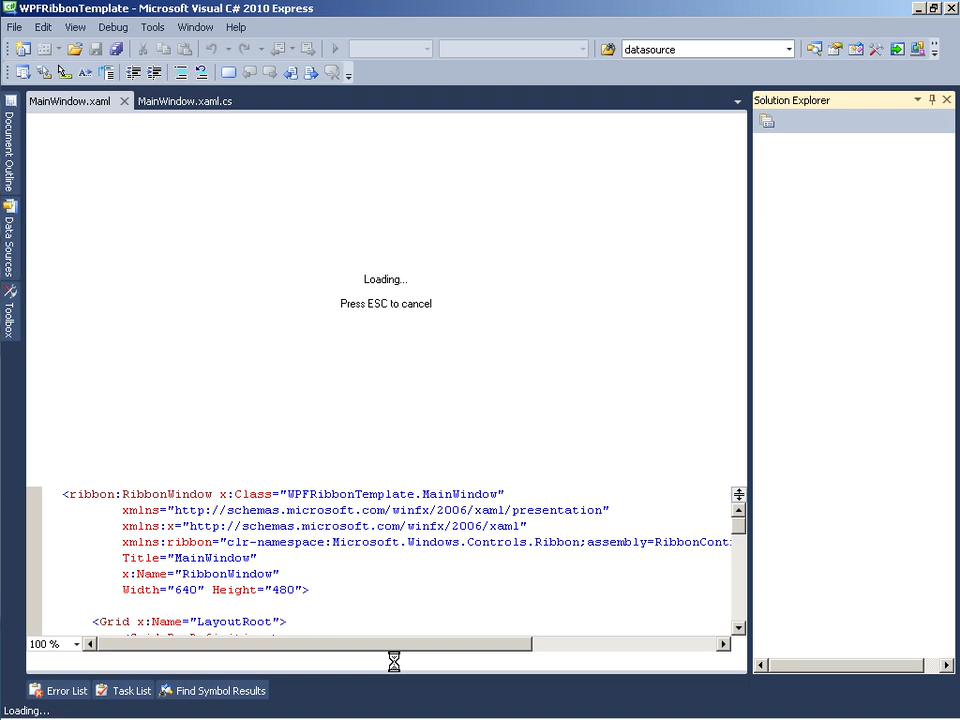 WPFRibbonTemplate - Microsoft Visual C# 2010 Express
File Edit View Debug Tools Window Help
datasource
MainWindow.xaml MainWindow.xaml.cs
Solution Explorer
Document Outline
Data Sources
Toolbox
Loading...
Press ESC to cancel
<ribbon:RibbonWindow x:Class="WPFRibbonTemplate.MainWindow"
xmlns="http://schemas.microsoft.com/winfx/2006/xaml/presentation"
xmlns:x="http://schemas.microsoft.com/winfx/2006/xaml"
xmlns:ribbon="clr-namespace:Microsoft.Windows.Controls.Ribbon;assembly=RibbonCont
Title="MainWindow"
x:Name="RibbonWindow"
Width="640" Height="480">
<Grid x:Name="LayoutRoot">
100 %
Error List Task List Find Symbol Results
Loading...